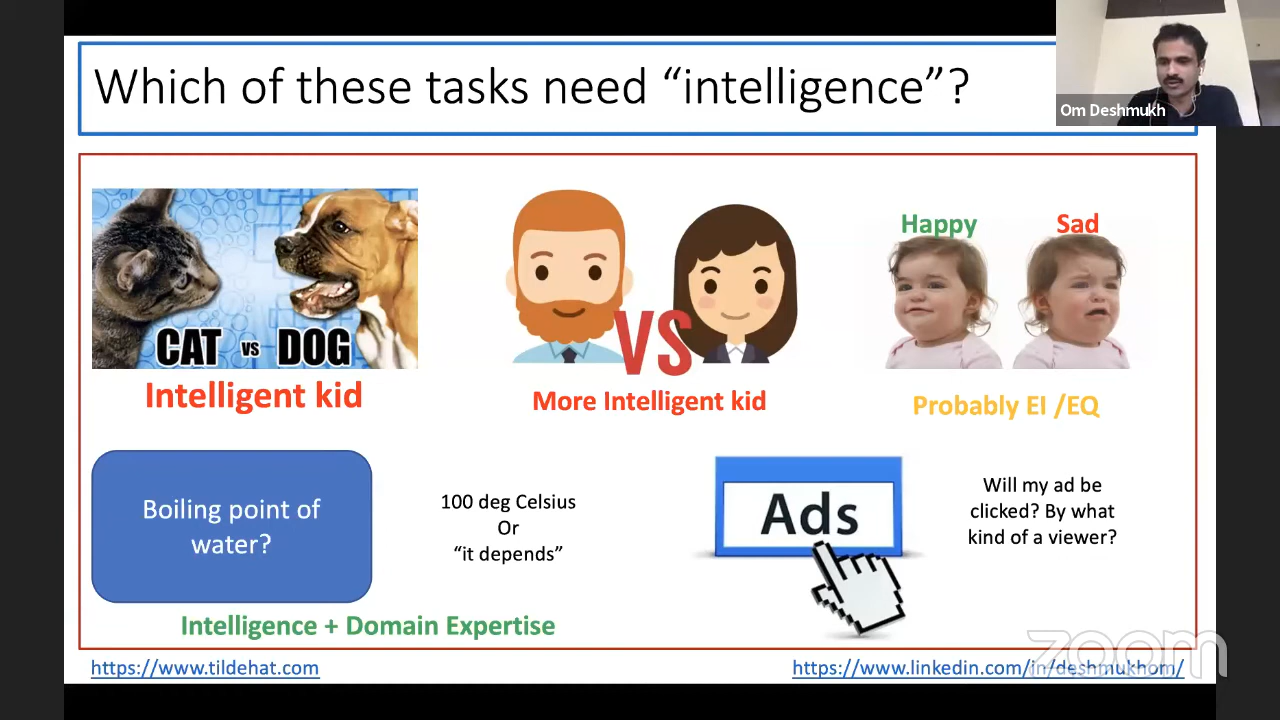 Which of these tasks need “intelligence”?
Om Deshmukh
CAT vs DOG
Intelligent kid
VS
More Intelligent kid
Happy
Sad
Probably EI /EQ
Boiling point of
water?
100 deg Celsius
Or
“it depends”
Intelligence + Domain Expertise
Ads
Will my ad be
clicked? By what
kind of a viewer?
https://www.tildehat.com
https://www.linkedin.com/in/deshmukhom/
zoom